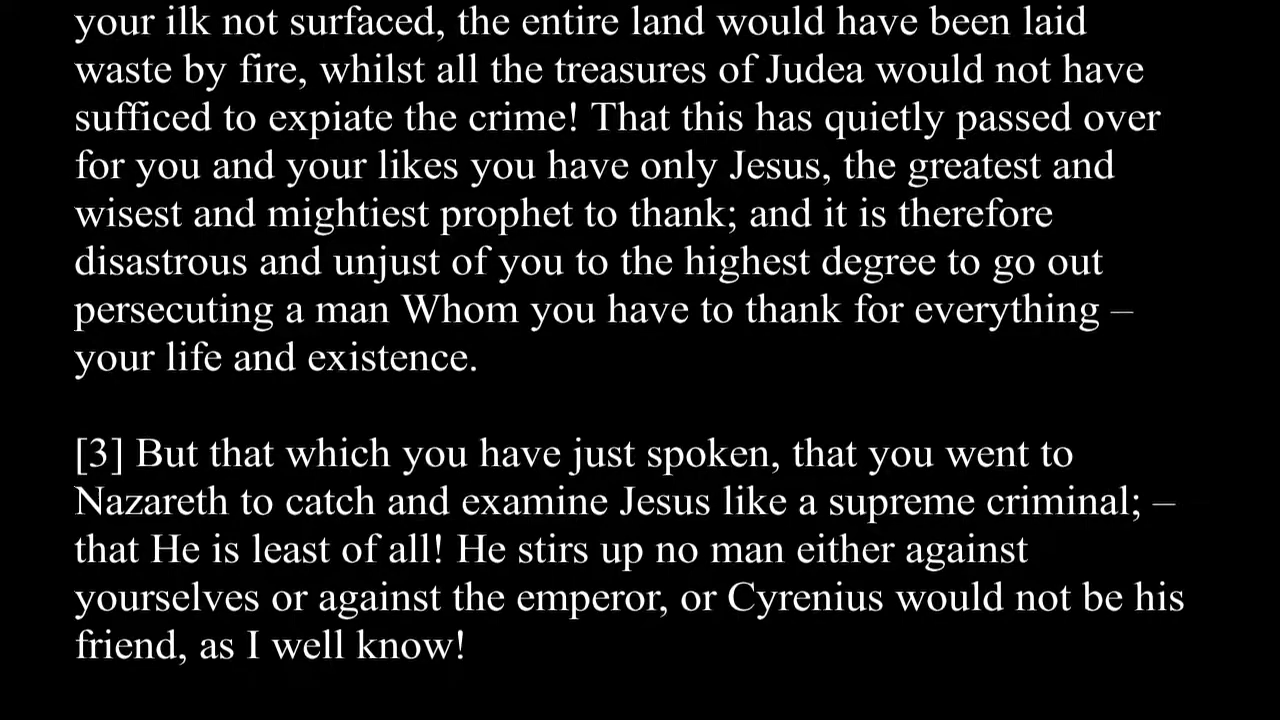 your ilk not surfaced, the entire land would have been laid
waste by fire, whilst all the treasures of Judea would not have
sufficed to expiate the crime! That this has quietly passed over
for you and your likes you have only Jesus, the greatest and
wisest and mightiest prophet to thank; and it is therefore
disastrous and unjust of you to the highest degree to go out
persecuting a man Whom you have to thank for everything –
your life and existence.
[3] But that which you have just spoken, that you went to
Nazareth to catch and examine Jesus like a supreme criminal; –
that He is least of all! He stirs up no man either against
yourselves or against the emperor, or Cyrenius would not be his
friend, as I well know!